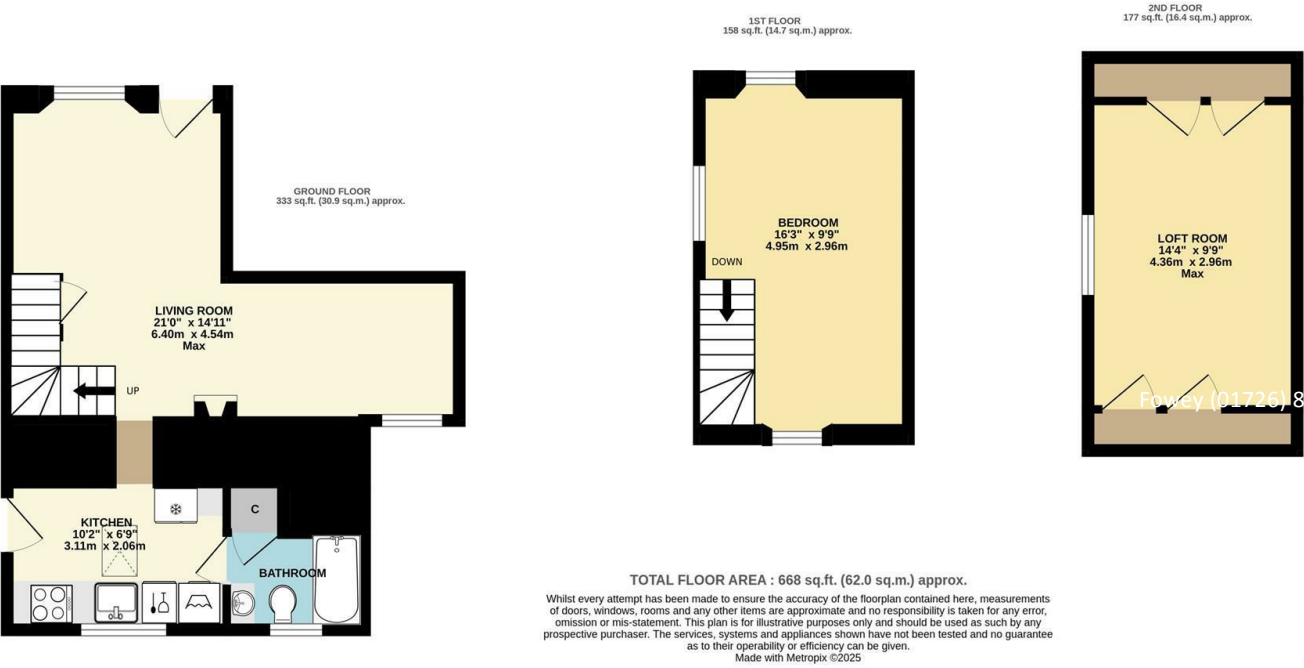 1ST FLOOR
158 sq.ft. (14.7 sq.m.) approx.
2ND FLOOR
177 sq.ft. (16.4 sq.m.) approx.
GROUND FLOOR
333 sq.ft. (30.9 sq.m.) approx.
LIVING ROOM
21'0" x 14'11"
6.40m x 4.54m
Max
UP
KITCHEN
10'2" x 6'9"
3.11m x 2.06m
C
BATHROOM
BEDROOM
16'3" x 9'9"
4.95m x 2.96m
DOWN
LOFT ROOM
14'4" x 9'9"
4.36m x 2.96m
Max
Fowey (01726) 8
TOTAL FLOOR AREA : 668 sq.ft. (62.0 sq.m.) approx.
Whilst every attempt has been made to ensure the accuracy of the floorplan contained here, measurements
of doors, windows, rooms and any other items are approximate and no responsibility is taken for any error,
omission or mis-statement. This plan is for illustrative purposes only and should be used as such by any
prospective purchaser. The services, systems and appliances shown have not been tested and no guarantee
as to their operability or efficiency can be given.
Made with Metropix ©2025